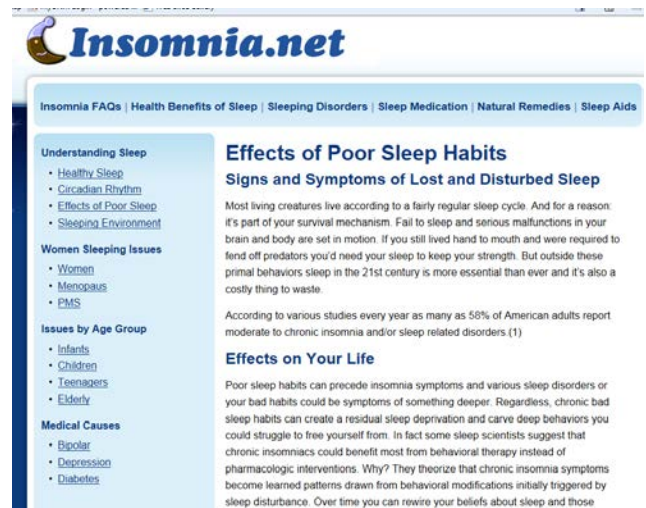 Insomnia.net
Insomnia FAQs | Health Benefits of Sleep | Sleeping Disorders | Sleep Medication | Natural Remedies | Sleep Aids
Understanding Sleep
• Healthy Sleep
• Circadian Rhythm
• Effects of Poor Sleep
• Sleeping Environment
Women Sleeping Issues
• Women
• Menopaus
• PMS
Issues by Age Group
• Infants
• Children
• Teenagers
• Elderly
Medical Causes
• Bipolar
• Depression
• Diabetes
Effects of Poor Sleep Habits
Signs and Symptoms of Lost and Disturbed Sleep
Most living creatures live according to a fairly regular sleep cycle. And for a reason:
it's part of your survival mechanism. Fail to sleep and serious malfunctions in your
brain and body are set in motion. If you still lived hand to mouth and were required to
fend off predators you'd need your sleep to keep your strength. But outside these
primal behaviors sleep in the 21st century is more essential than ever and it's also a
costly thing to waste.
According to various studies every year as many as 58% of American adults report
moderate to chronic insomnia and/or sleep related disorders.(1)
Effects on Your Life
Poor sleep habits can precede insomnia symptoms and various sleep disorders or
your bad habits could be symptoms of something deeper. Regardless, chronic bad
sleep habits can create a residual sleep deprivation and carve deep behaviors you
could struggle to free yourself from. In fact some sleep scientists suggest that
chronic insomniacs could benefit most from behavioral therapy instead of
pharmacologic interventions. Why? They theorize that chronic insomnia symptoms
become learned patterns drawn from behavioral modifications initially triggered by
sleep disturbance. Over time you can rewire your beliefs about sleep and those